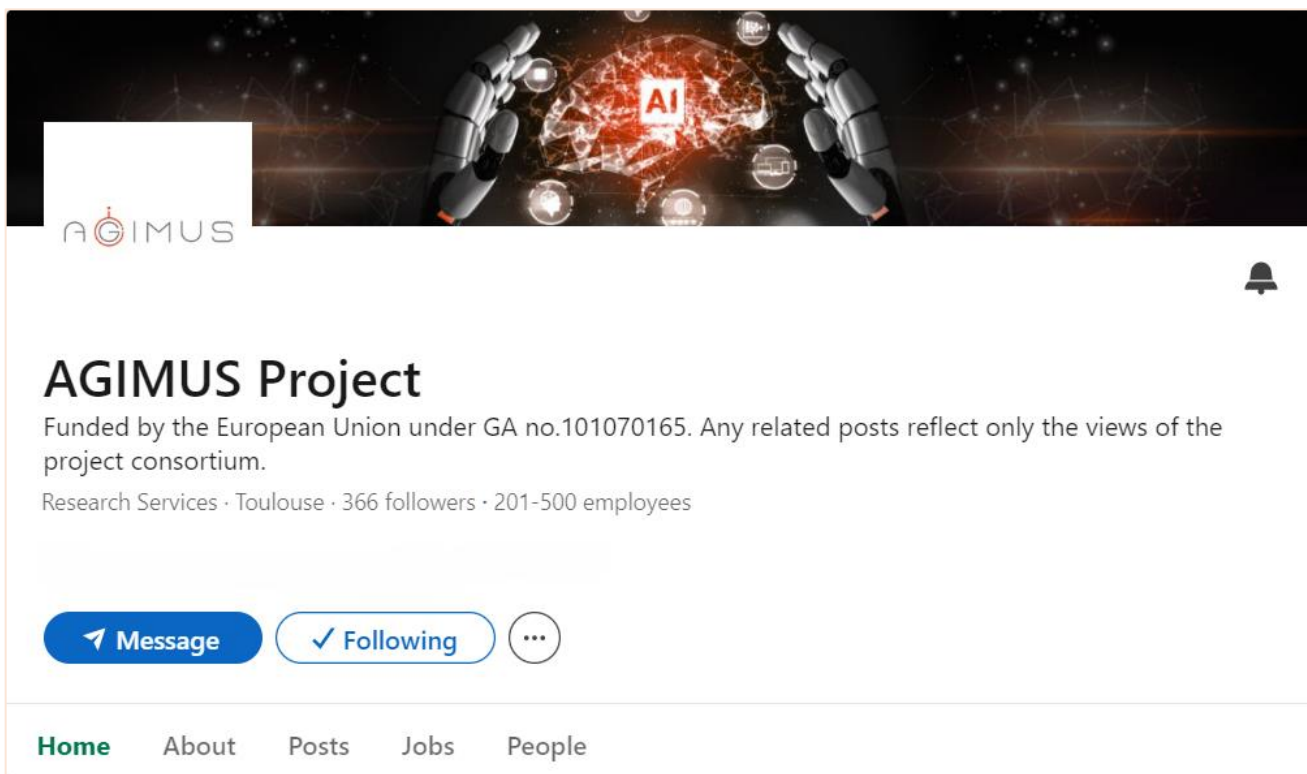 AI
AGIMUS
AGIMUS Project
Funded by the European Union under GA no.101070165. Any related posts reflect only the views of the
project consortium.
Research Services · Toulouse · 366 followers · 201-500 employees
Message
Following
Home About Posts Jobs People